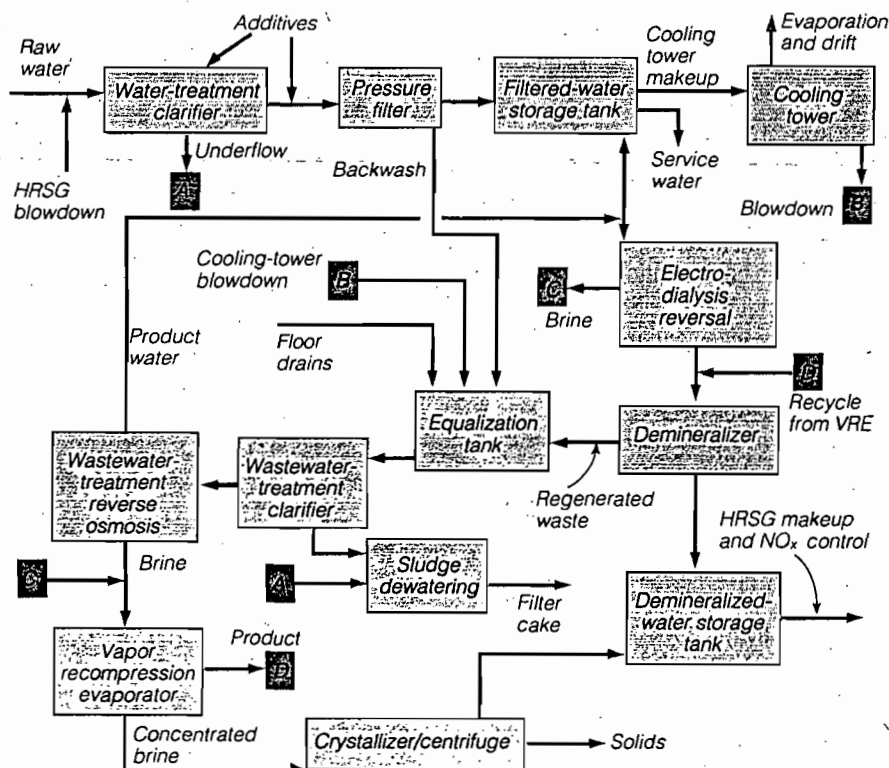 Additives
Evaporation
and drift
Raw
water
Cooling
tower
makeup
Water-treatment
clarifier
Pressure
filter
Filtered-water
storage tank
Cooling
tower
Underflow
Backwash
Service
water
HRSG
blowdown
A
Blowdown
B
Cooling-tower
blowdown
B
C
Brine
Electro-
dialysis
reversal
Product
water
Floor
drains
D
Recycle
from VRE
Equalization
tank
Demineralizer
Wastewater-
treatment
reverse
osmosis
Wastewater-
treatment
clarifier
Regenerated
waste
HRSG makeup
and NOx control
Brine
C
A
Sludge
dewatering
Filter
cake
Demineralized-
water storage
tank
Vapor
recompression
evaporator
Product
D
Concentrated
brine
Crystallizer/centrifuge
Solids